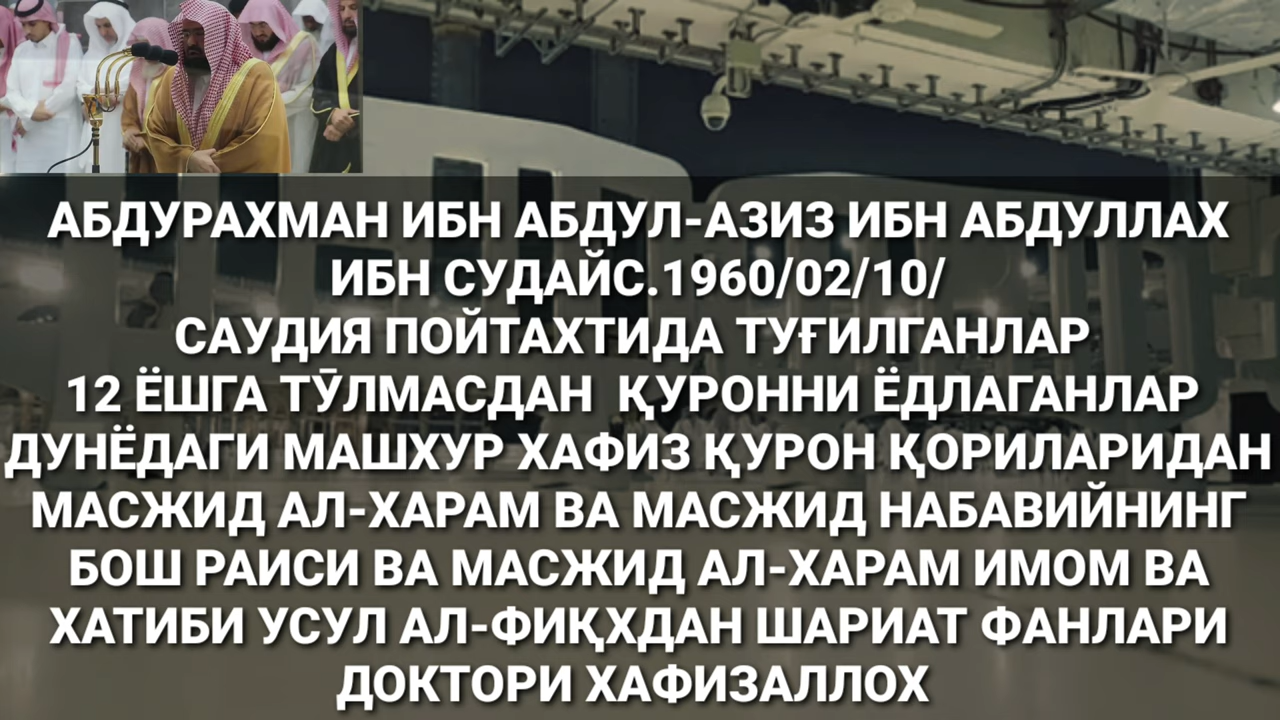 АБДУРАХМАН ИБН АБДУЛ-АЗИЗ ИБН АБДУЛЛАХ
ИБН СУДАЙС.1960/02/10/
САУДИЯ ПОЙТАХТИДА ТУҒИЛГАНЛАР
12 ЁШГА ТӮЛМАСДАН ҚУРОННИ ЁДЛАГАНЛАР
ДУНЁДАГИ МАШХУР ХАФИЗ ҚУРОН ҚОРИЛАРИДАН
МАСЖИД АЛ-ХАРАМ ВА МАСЖИД НАБАВИЙНИНГ
БОШ РАИСИ ВА МАСЖИД АЛ-ХАРАМ ИМОМ ВА
ХАТИБИ УСУЛ АЛ-ФИҚХДАН ШАРИАТ ФАНЛАРИ
ДОКТОРИ ХАФИЗАЛЛОХ